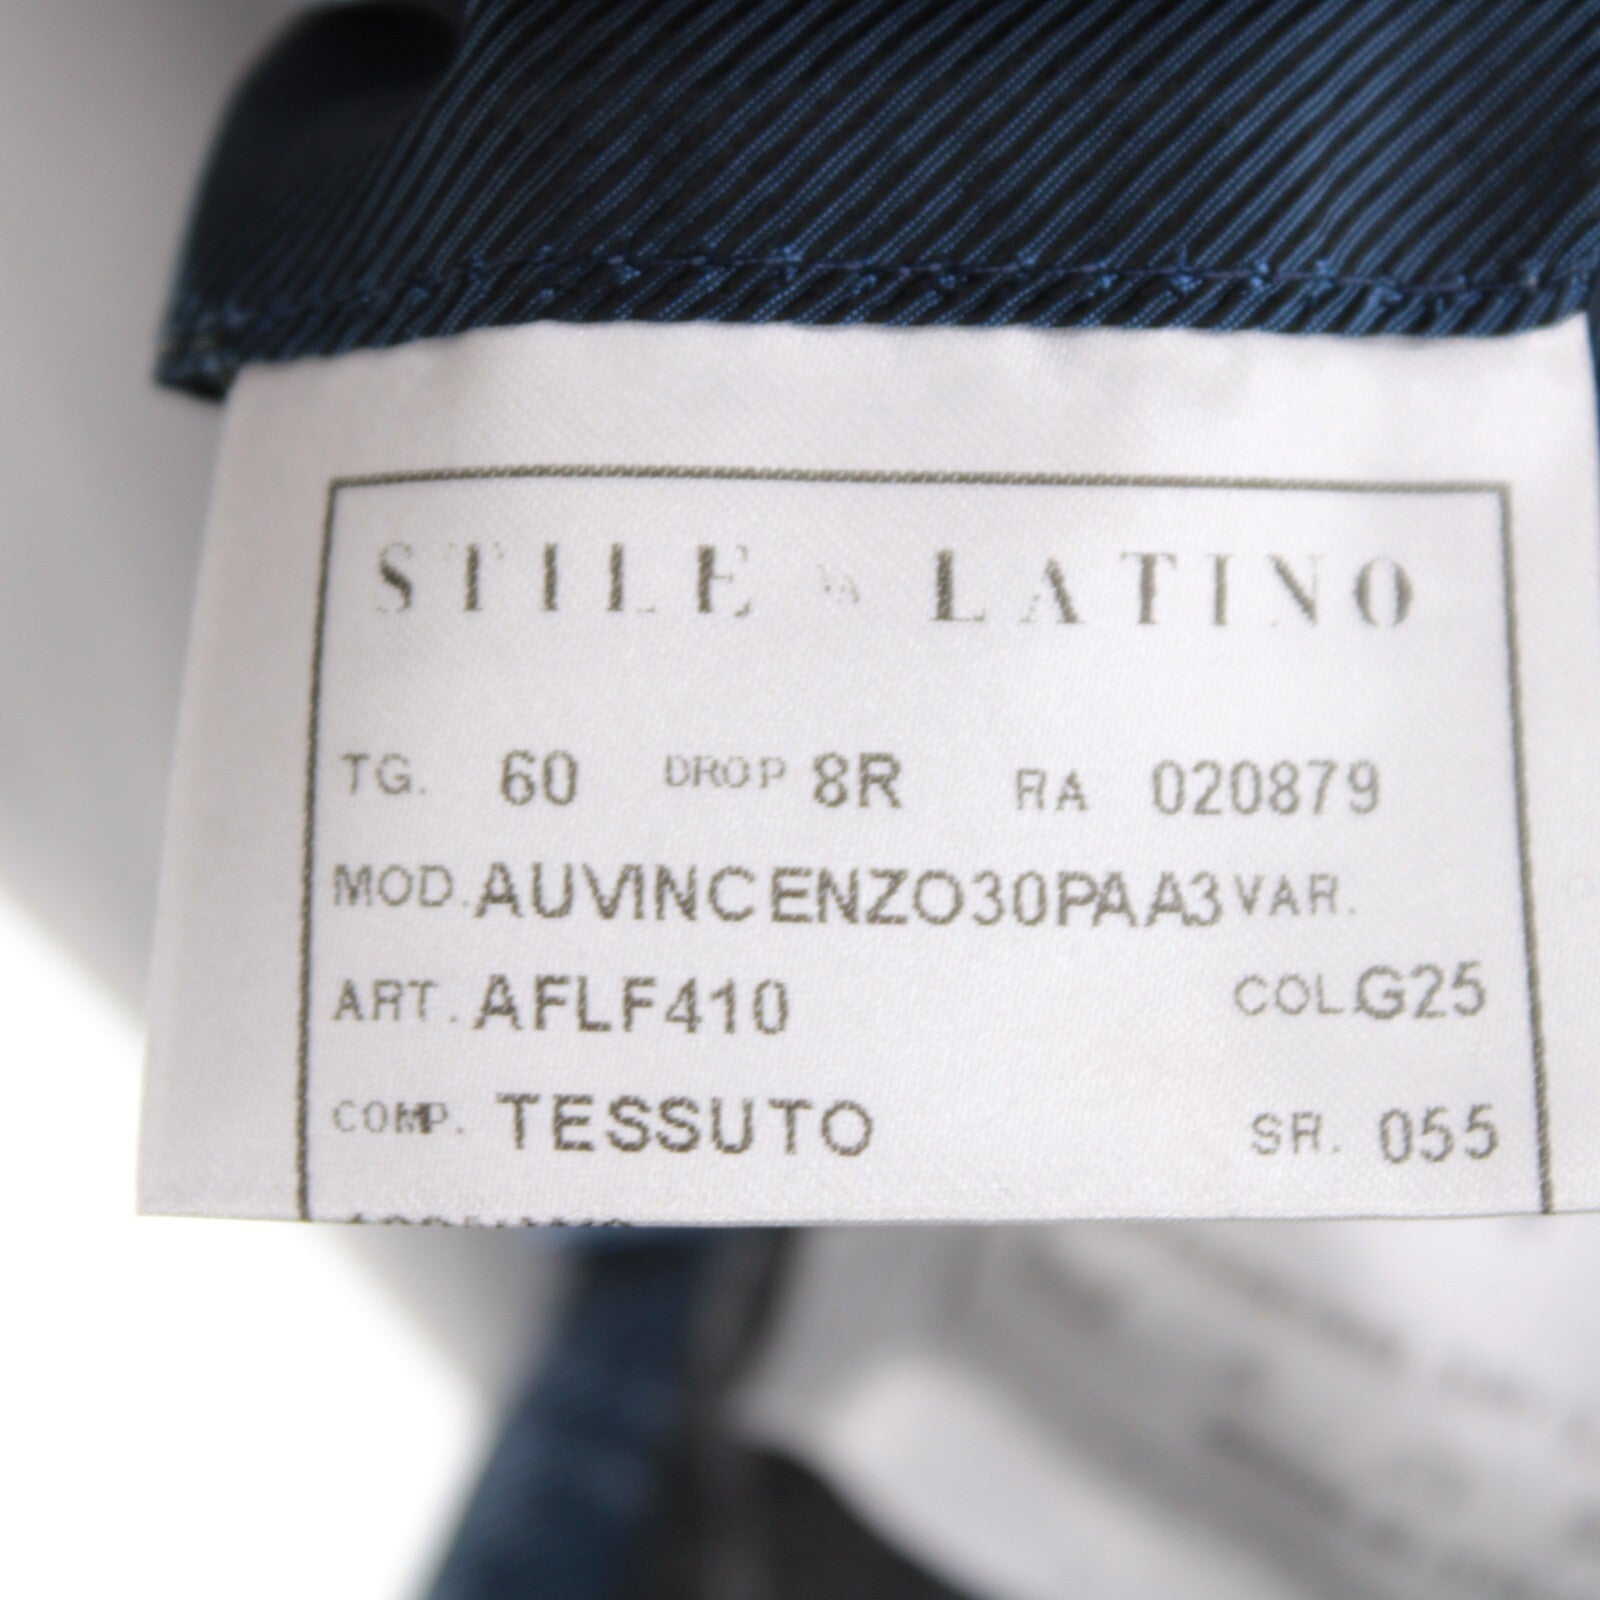 STILE LATINO
TG. 60 DROP 8R RA 020879
MOD. AUVINCENZO30PAA3 VAR.
ART. AFLF410 COL. G25
COMP. TESSUTO SR. 055